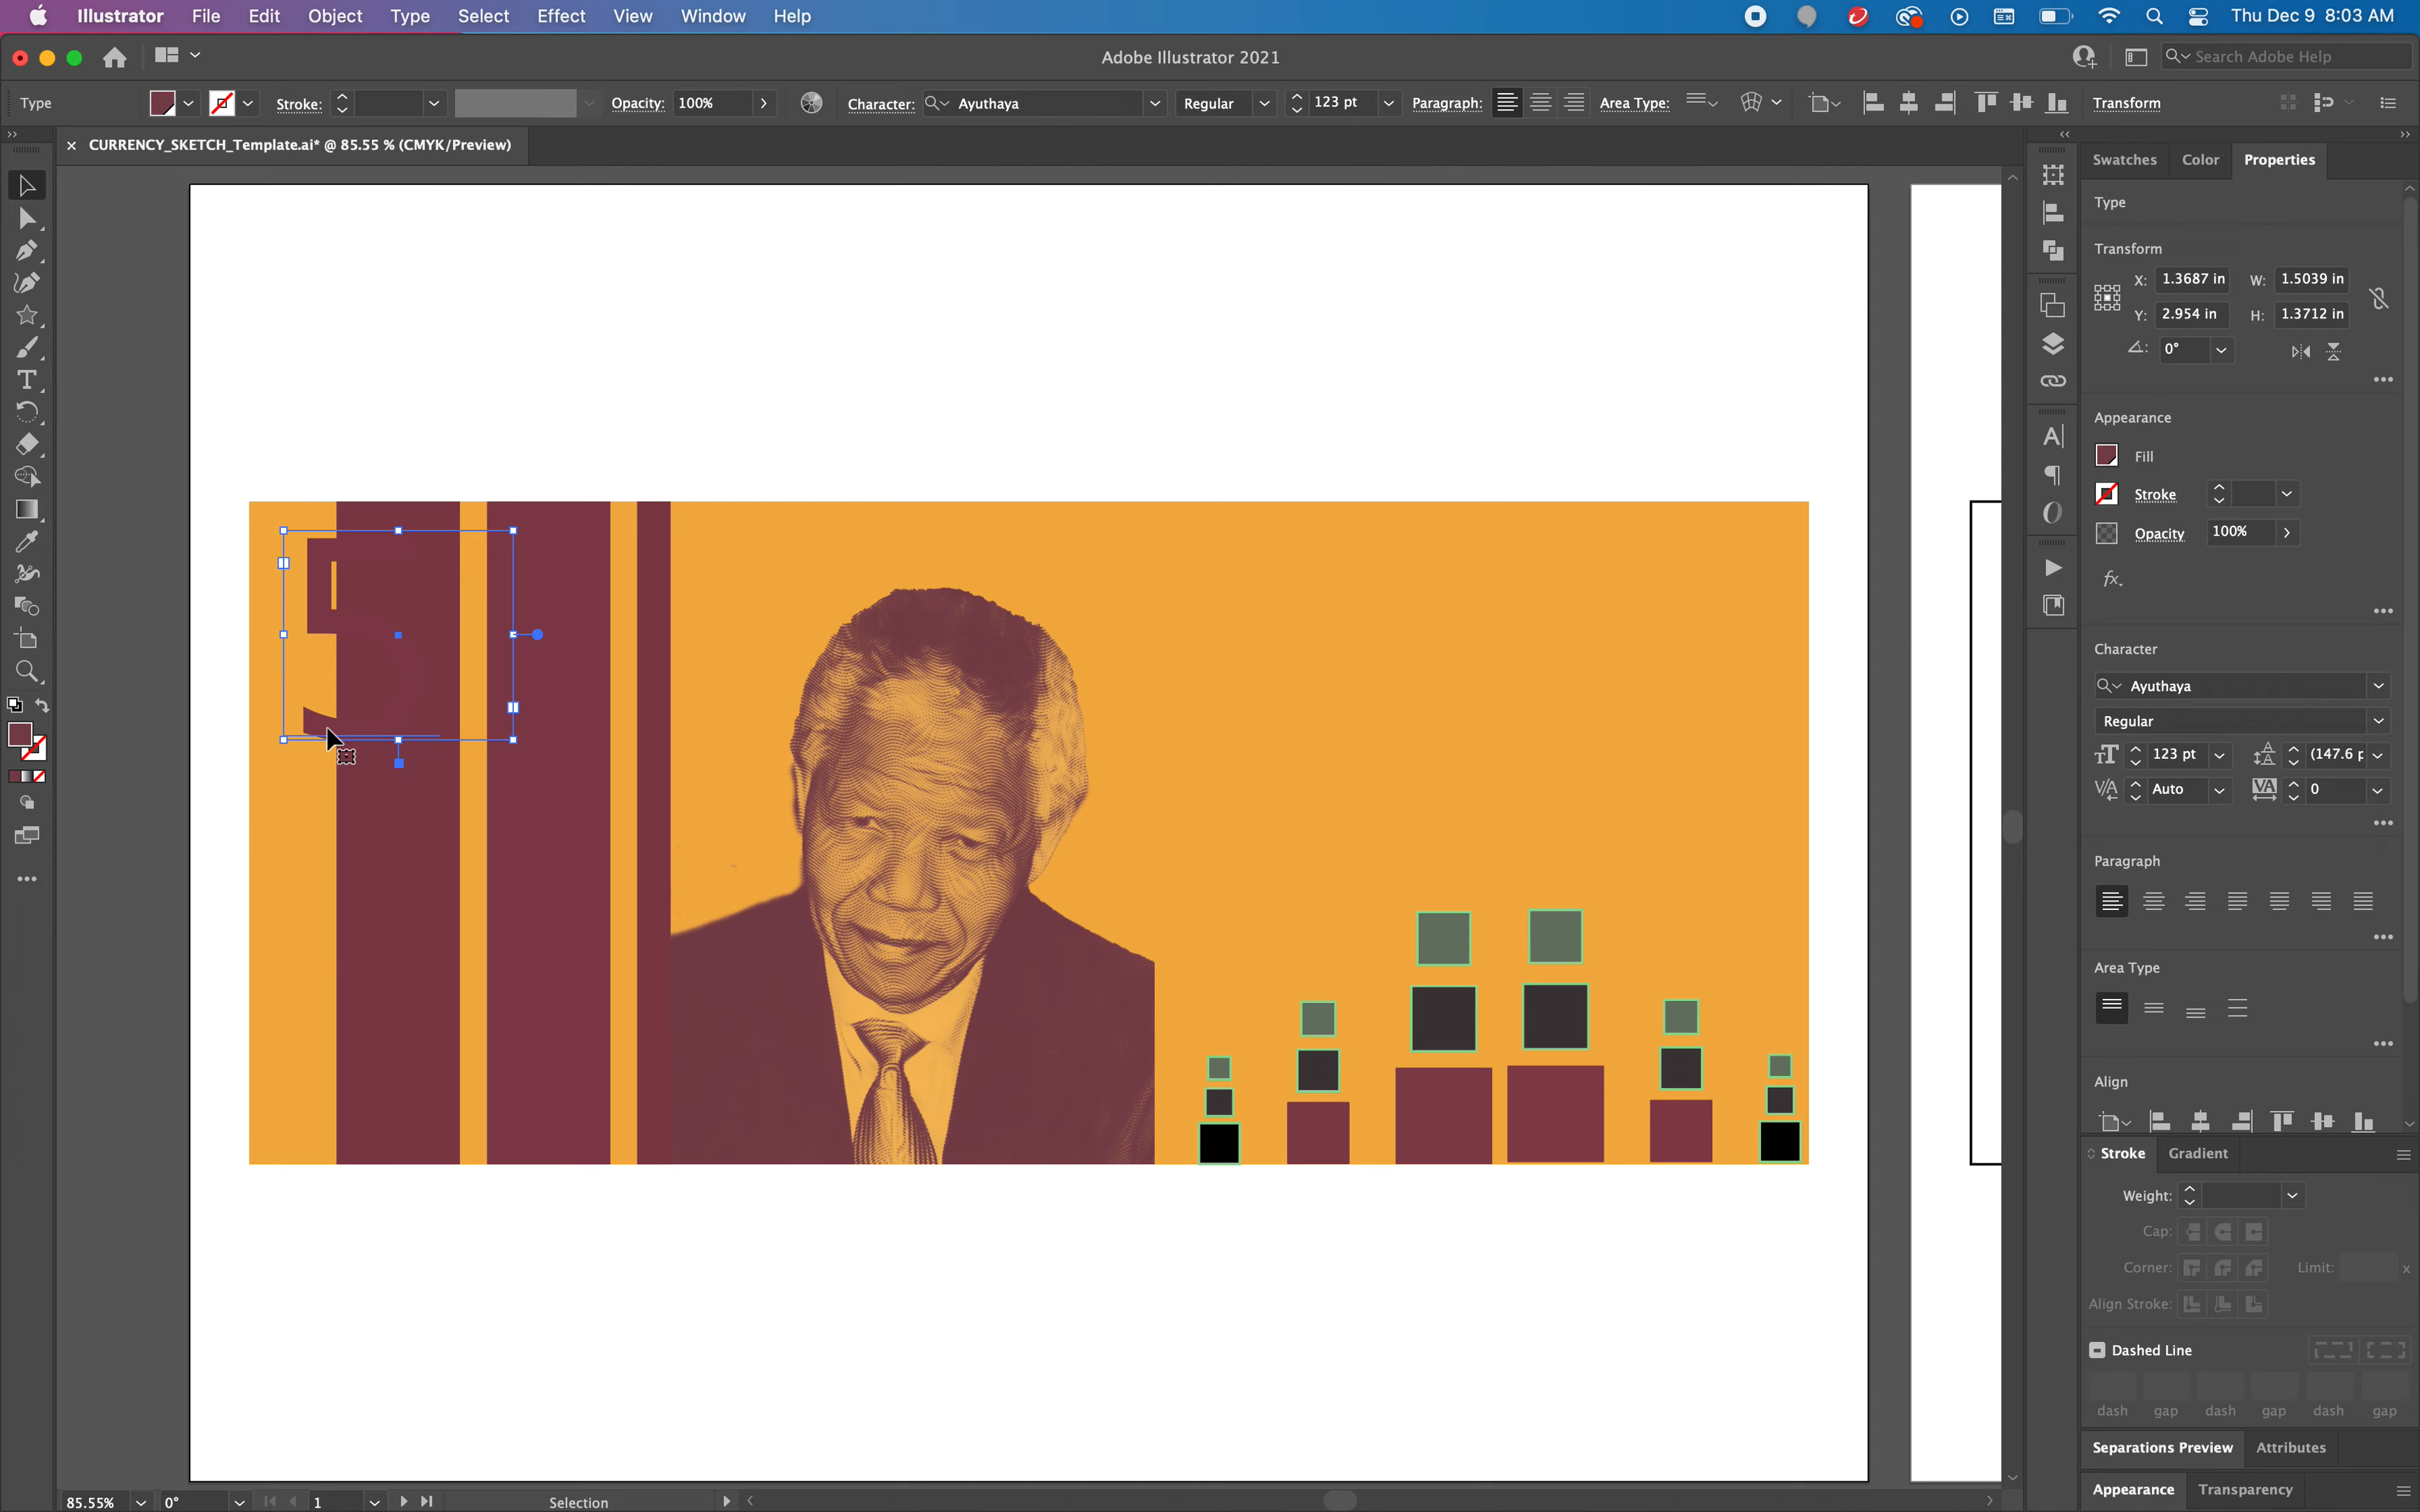 Illustrator File Edit Object Type Select Effect View Window Help Thu Dec 9 8:03 AM
Adobe Illustrator 2021 Search Adobe Help
Type Stroke: Opacity: 100% Character: Ayuthaya Regular 123 pt Paragraph: Area Type: Transform
× CURRENCY_SKETCH_Template.ai* @ 85.55 % (CMYK/Preview)
Swatches Color Properties
Type
Transform
X: 1.3687 in W: 1.5039 in
Y: 2.954 in H: 1.3712 in
0°
Appearance
Fill
Stroke
Opacity 100%
fx.
Character
Ayuthaya
Regular
123 pt (147.6 p
Auto 0
Paragraph
Area Type
Align
Stroke Gradient
Weight:
Cap:
Corner: Limit: x
Align Stroke:
Dashed Line
dash gap dash gap dash gap
Separations Preview Attributes
Appearance Transparency
85.55% 0° 1 Selection